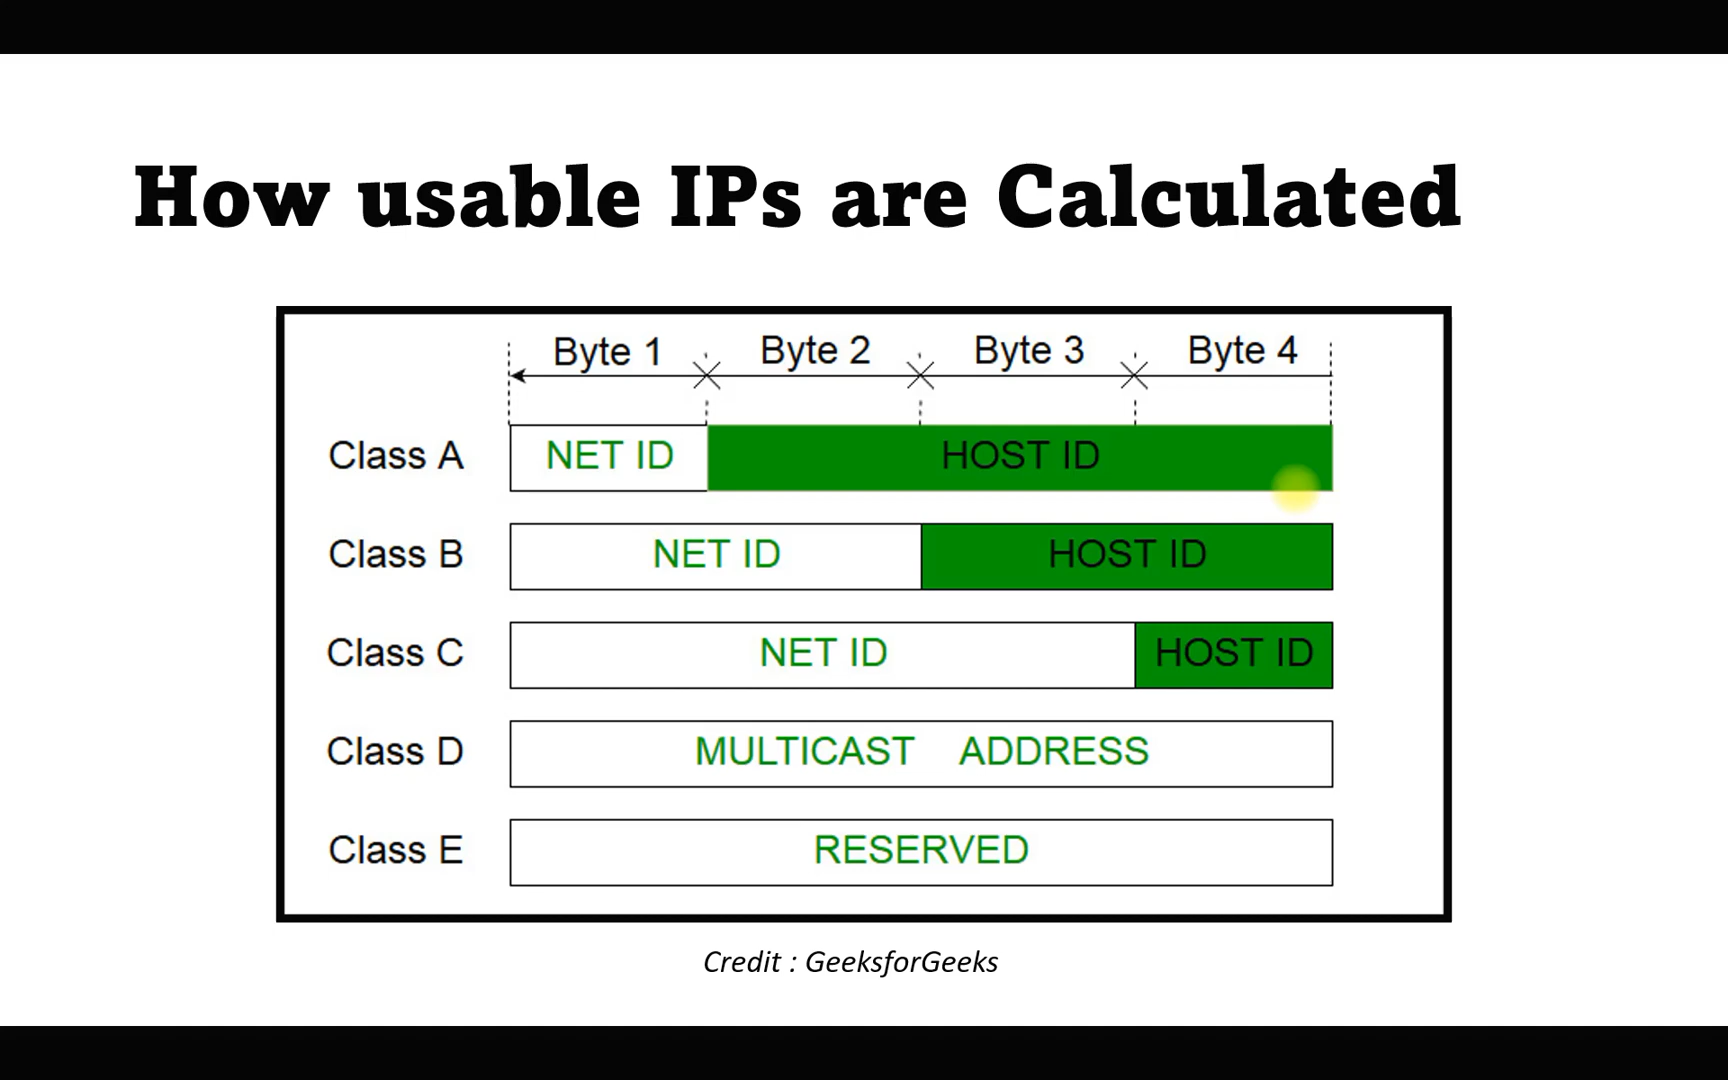 How usable IPs are Calculated
Byte 1 Byte 2 Byte 3 Byte 4
Class A NET ID HOST ID
Class B NET ID HOST ID
Class C NET ID HOST ID
Class D MULTICAST ADDRESS
Class E RESERVED
Credit : GeeksforGeeks